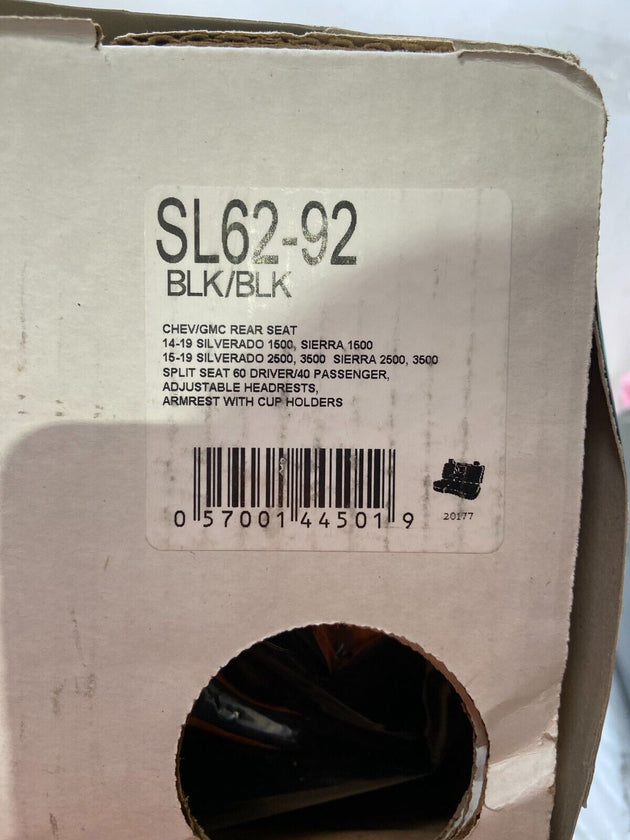 SL62-92
BLK/BLK
CHEV/GMC REAR SEAT
14-19 SILVERADO 1500, SIERRA 1500
15-19 SILVERADO 2500, 3500 SIERRA 2500, 3500
SPLIT SEAT 60 DRIVER/40 PASSENGER,
ADJUSTABLE HEADRESTS,
ARMREST WITH CUP HOLDERS
0 57001 44501 9
20177